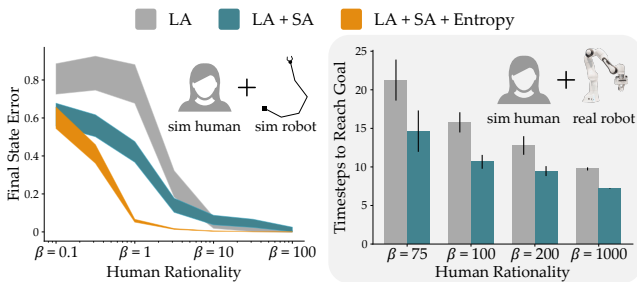 LA LA + SA LA + SA + Entropy
Final State Error
0.8
0.6
0.4
0.2
0
sim human
sim robot
β = 0.1 β = 1 β = 10 β = 100
Human Rationality
Timesteps to Reach Goal
25
20
15
10
5
0
sim human
real robot
β = 75 β = 100 β = 200 β = 1000
Human Rationality